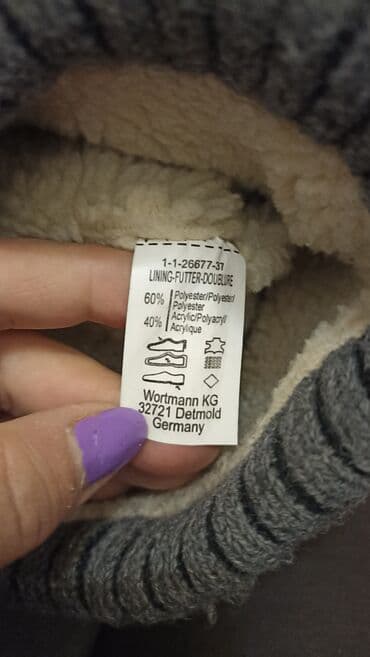 1-1-26677-37
LINING-FUTTER-DOUBLURE
60% Polyester/Polyester/
Polyester
40% Acrylic/Polyacryl/
Acrylique
Wortmann KG
32721 Detmold
Germany